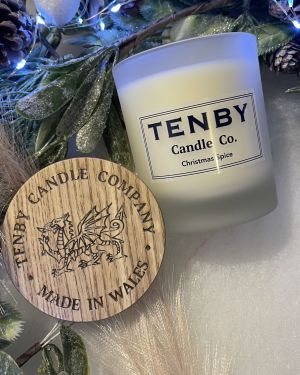 TENBY
Candle Co.
Christmas Spice
TENBY CANDLE COMPANY
MADE IN WALES